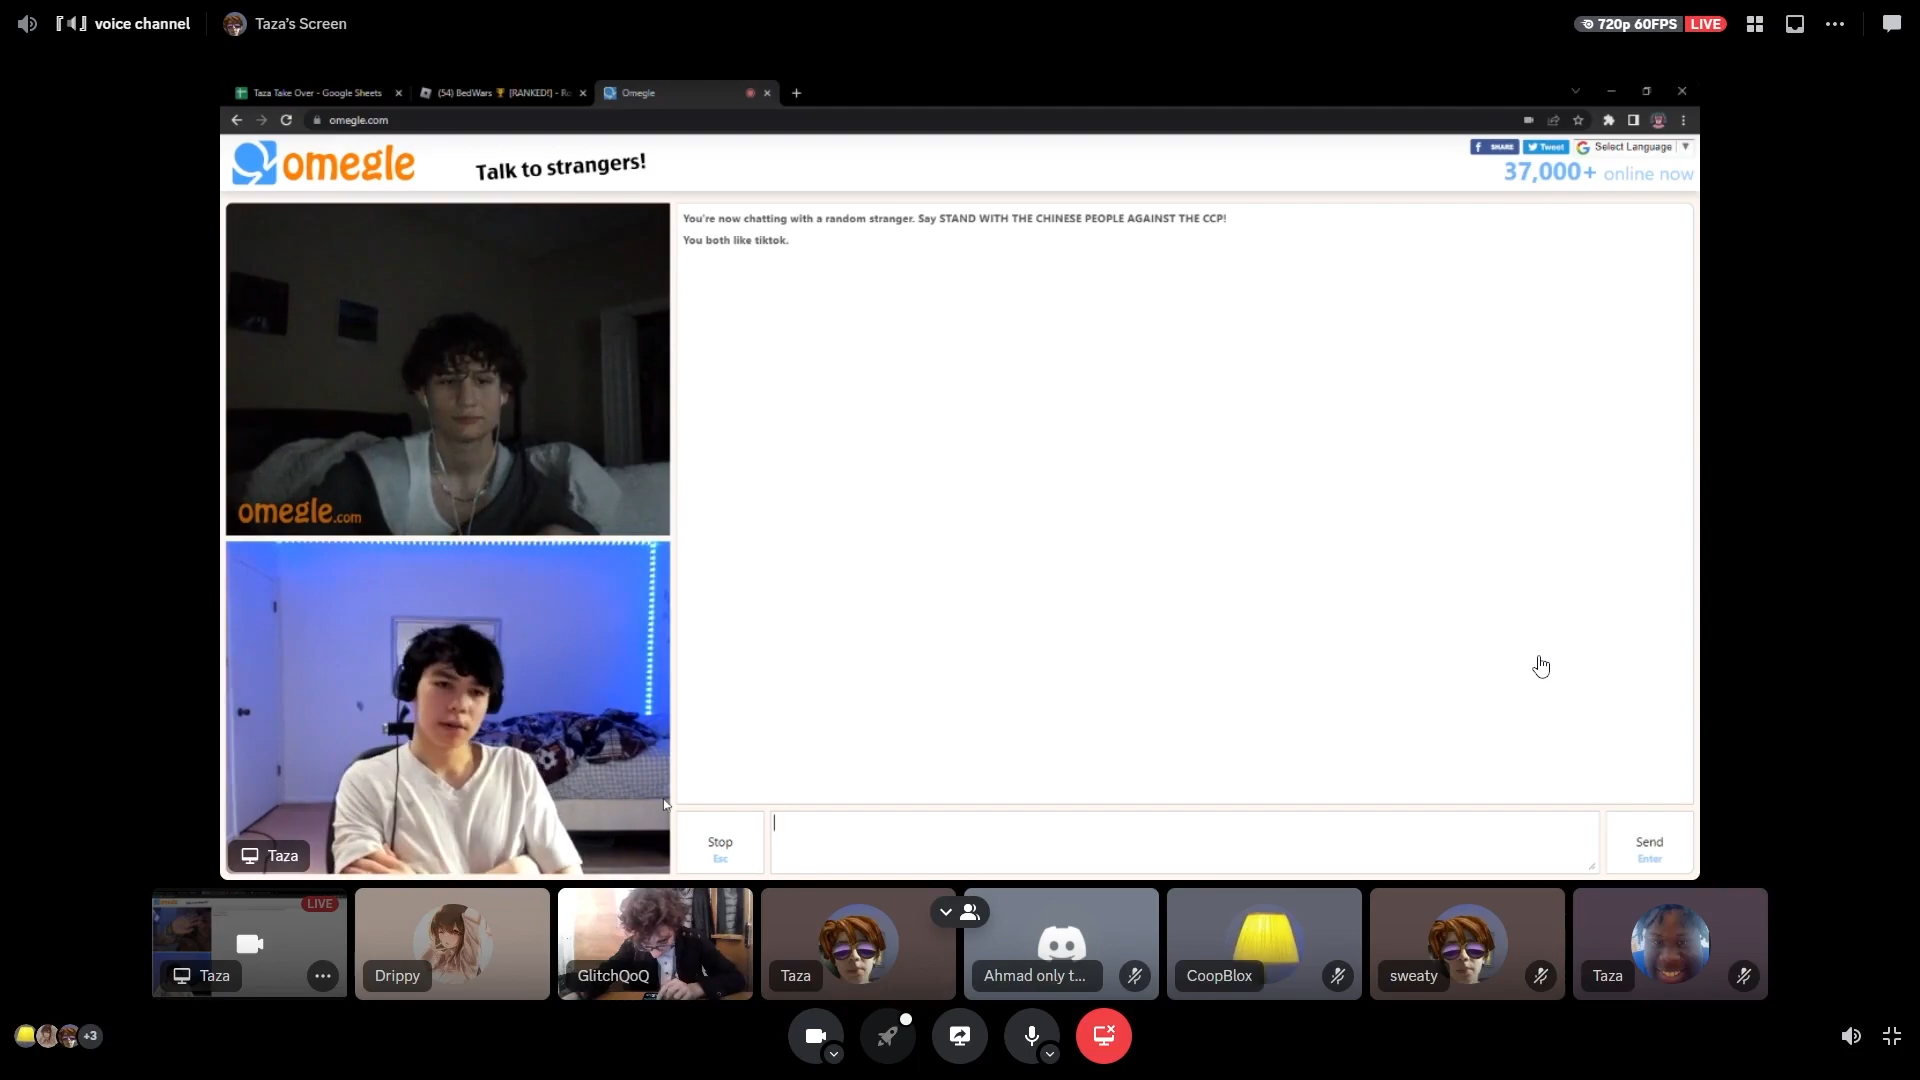 voice channel
Taza's Screen
720p 60FPS
LIVE
Taza Take Over - Google Sheets
(54) BedWars 🏆 [RANKED!] - Ro
Omegle
omegle.com
omegle
Talk to strangers!
SHARE
Tweet
Select Language
37,000+ online now
You're now chatting with a random stranger. Say STAND WITH THE CHINESE PEOPLE AGAINST THE CCP!
You both like tiktok.
omegle.com
Taza
Stop
Esc
Send
Enter
LIVE
Taza
Drippy
GlitchQoQ
Taza
Ahmad only t...
CoopBlox
sweaty
Taza
+3